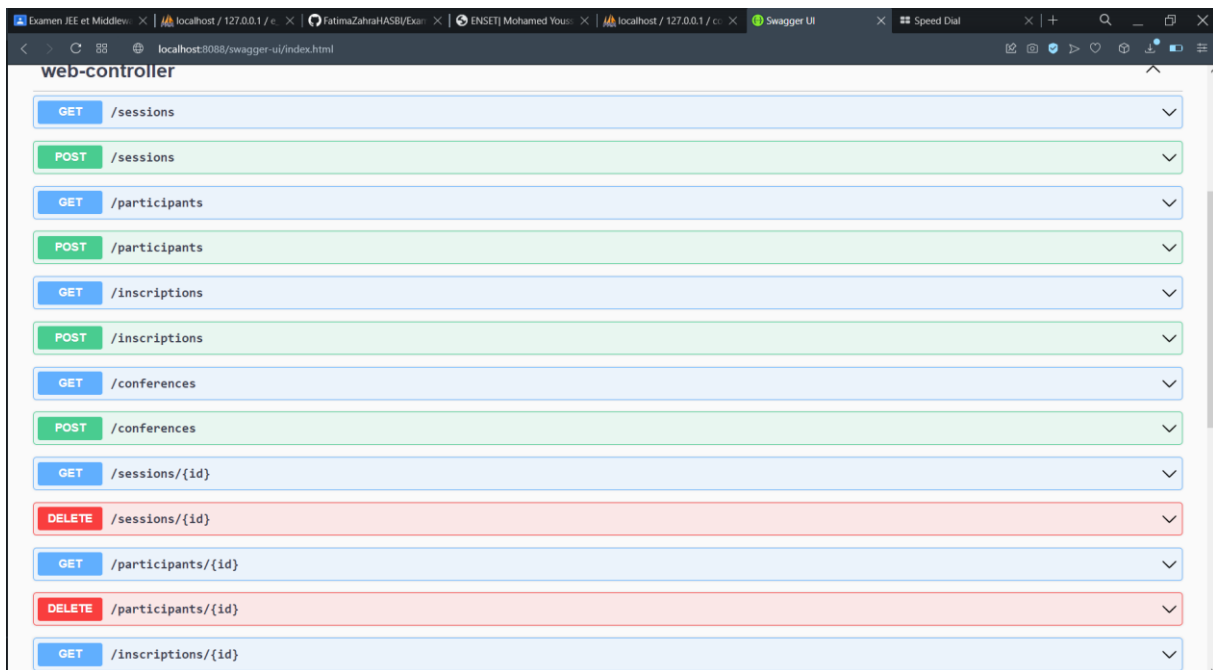 Examen JEE et Middlew
localhost / 127.0.0.1 / e_
FatimaZahraHASBI/Exam
ENSET| Mohamed Youss
localhost / 127.0.0.1 / cc
Swagger UI
Speed Dial
localhost:8088/swagger-ui/index.html
web-controller
GET /sessions
POST /sessions
GET /participants
POST /participants
GET /inscriptions
POST /inscriptions
GET /conferences
POST /conferences
GET /sessions/{id}
DELETE /sessions/{id}
GET /participants/{id}
DELETE /participants/{id}
GET /inscriptions/{id}